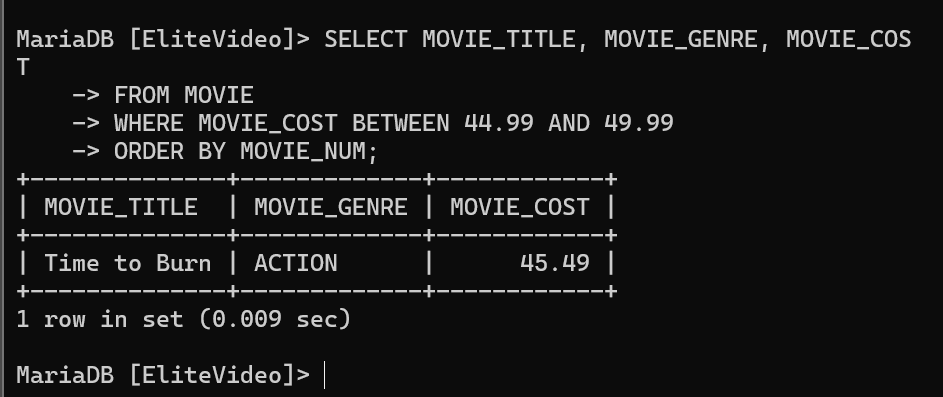 MariaDB [EliteVideo]> SELECT MOVIE_TITLE, MOVIE_GENRE, MOVIE_COS
T
    -> FROM MOVIE
    -> WHERE MOVIE_COST BETWEEN 44.99 AND 49.99
    -> ORDER BY MOVIE_NUM;
+--------------+-------------+------------+
| MOVIE_TITLE  | MOVIE_GENRE | MOVIE_COST |
+--------------+-------------+------------+
| Time to Burn | ACTION      |      45.49 |
+--------------+-------------+------------+
1 row in set (0.009 sec)

MariaDB [EliteVideo]>